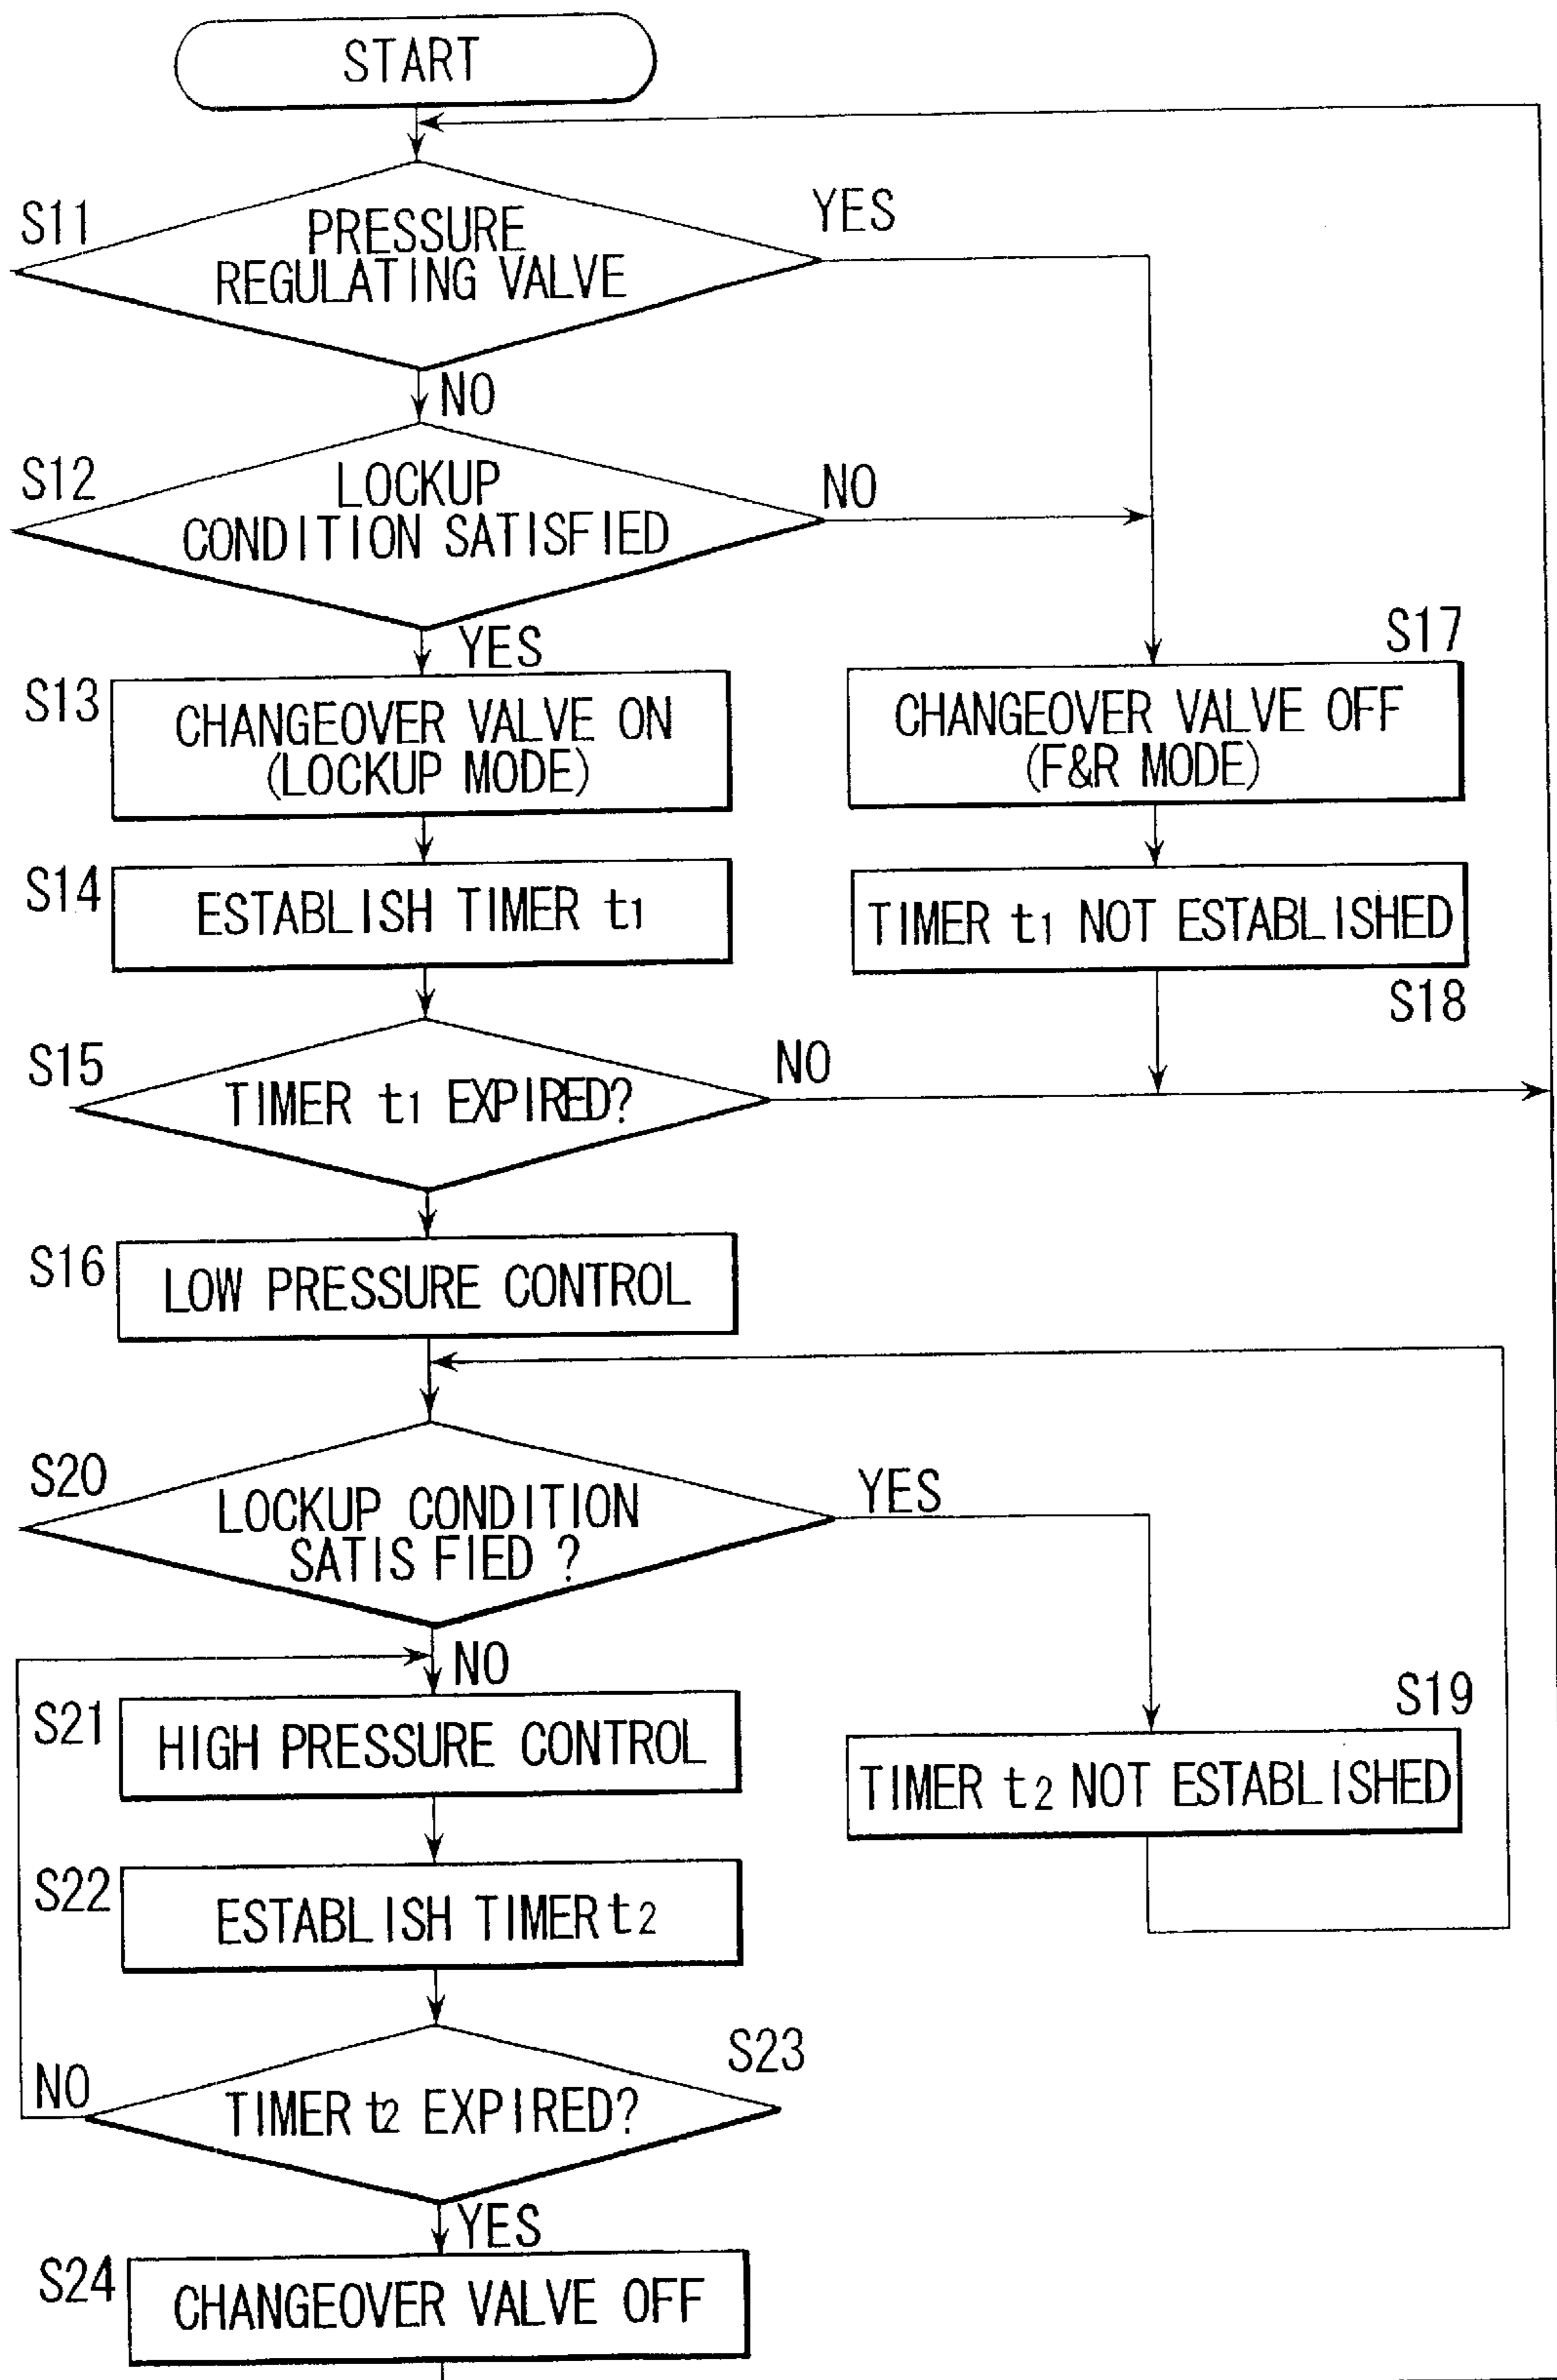 START
S11
PRESSURE
REGULATING VALVE
YES
NO
S12
LOCKUP
CONDITION SATISFIED
NO
YES
S13
CHANGEOVER VALVE ON
(LOCKUP MODE)
S17
CHANGEOVER VALVE OFF
(F&R MODE)
S14
ESTABLISH TIMER t1
TIMER t1 NOT ESTABLISHED
S18
S15
TIMER t1 EXPIRED?
NO
S16
LOW PRESSURE CONTROL
S20
LOCKUP CONDITION
SATIS FIED ?
YES
NO
S21
HIGH PRESSURE CONTROL
S19
TIMER t2 NOT ESTABLISHED
S22
ESTABLISH TIMER t2
S23
NO
TIMER t2 EXPIRED?
YES
S24
CHANGEOVER VALVE OFF